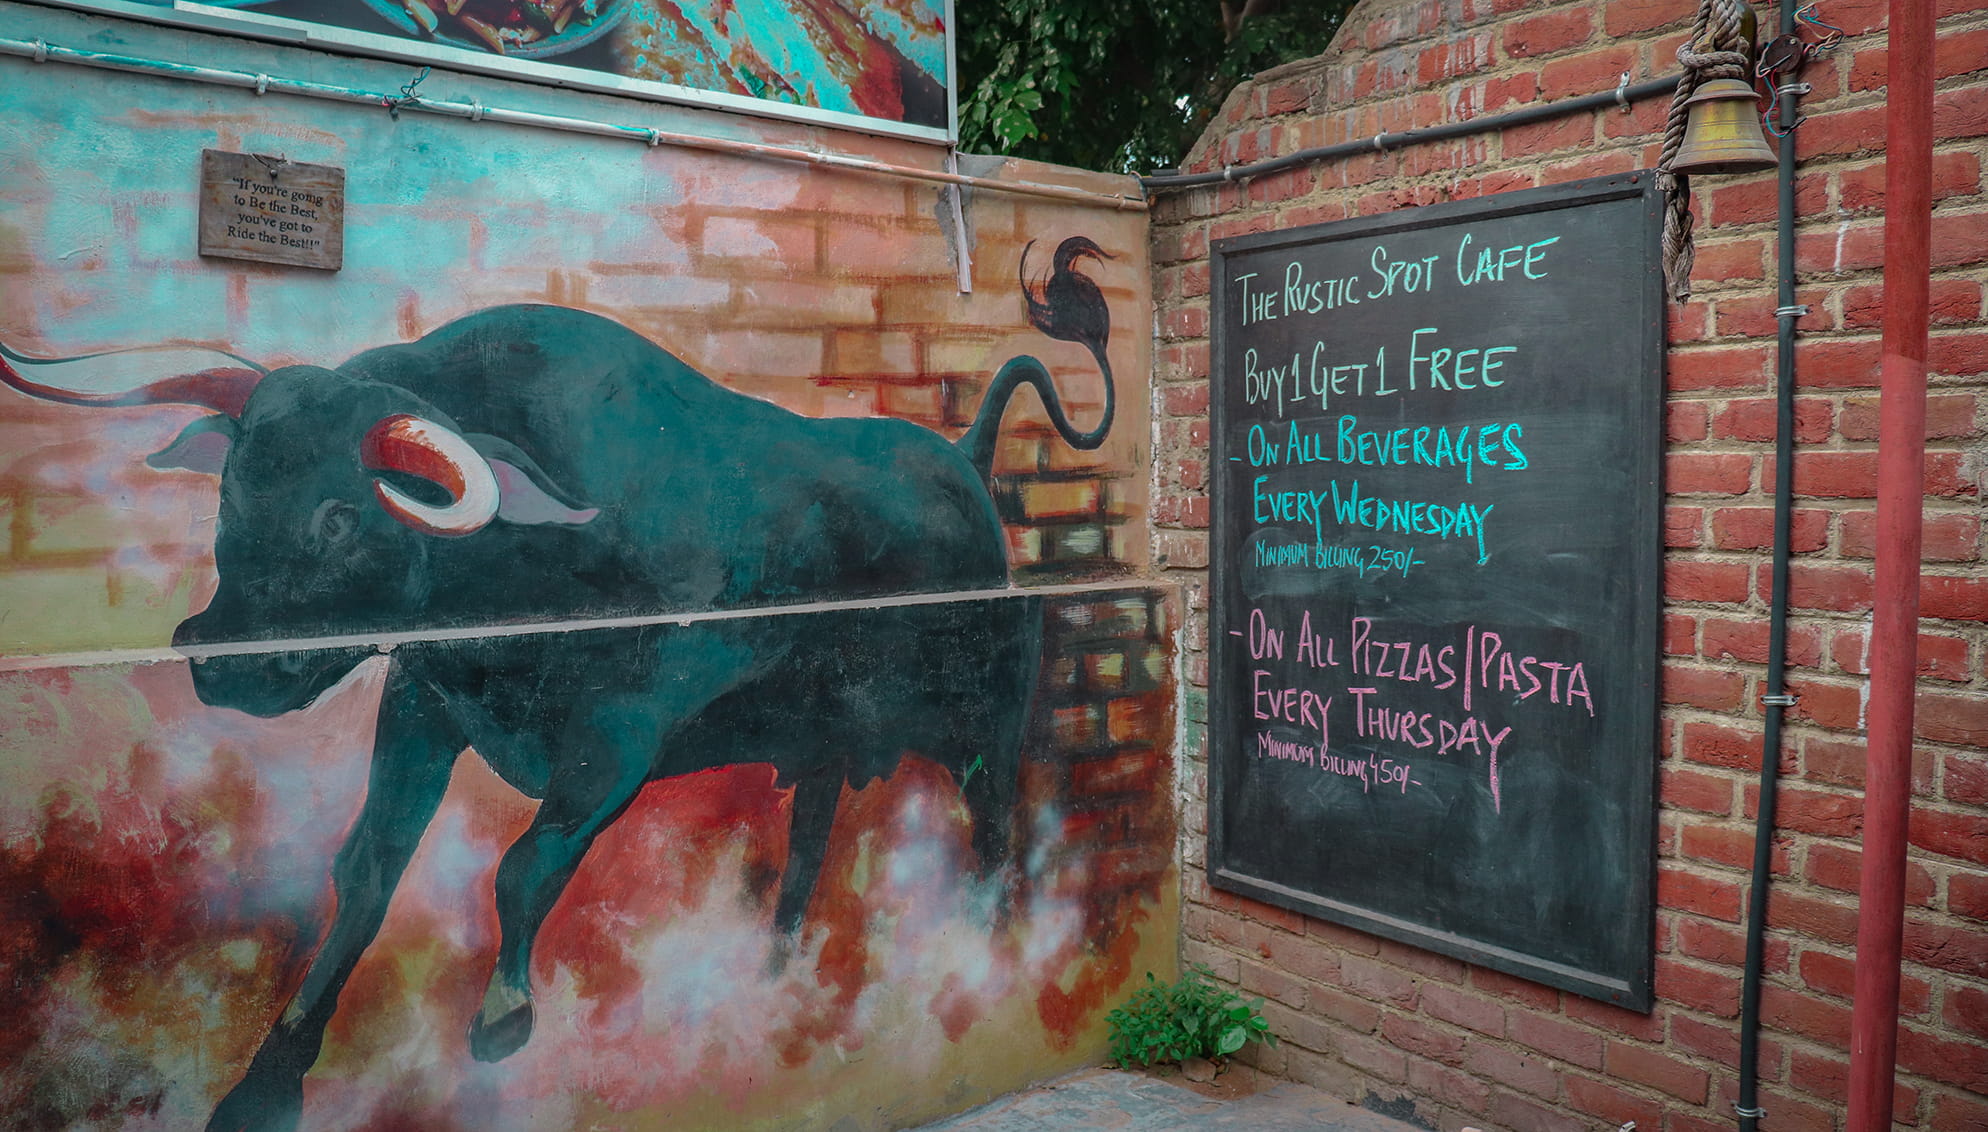 "If you're going
to Be the Best,
you've got to
Ride the Best!!"
THE RUSTIC SPOT CAFE
BUY 1 GET 1 FREE
- ON ALL BEVERAGES
EVERY WEDNESDAY
MINIMUM BILLING 250/-
- ON ALL PIZZAS/PASTA
EVERY THURSDAY
MINIMUM BILLING 450/-